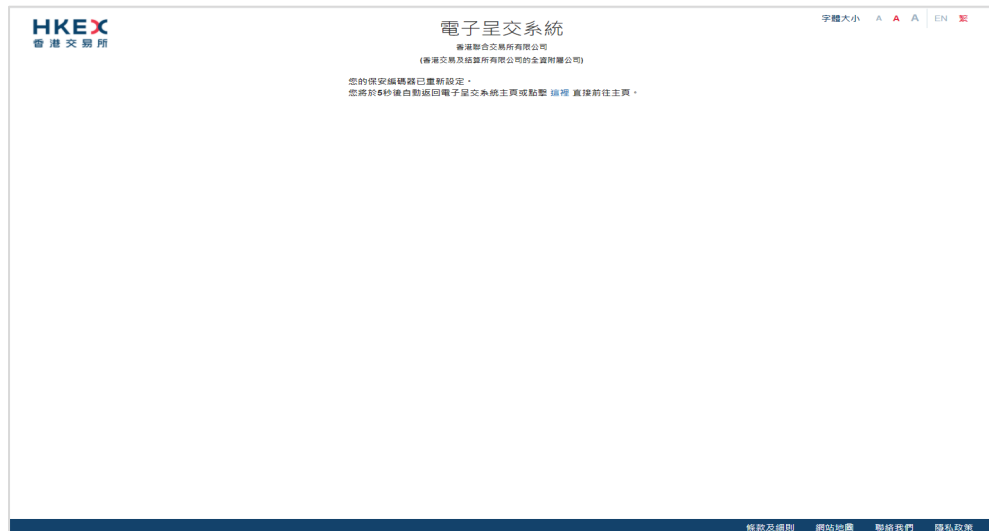 HKEX
香港交易所
電子呈交系統
香港聯合交易所有限公司
(香港交易及結算所有限公司的全資附屬公司)
字體大小 A A A EN 繁
您的保安編碼器已重新設定。
您將於5秒後自動返回電子呈交系統主頁或點擊 這裡 直接前往主頁。
條款及細則 網站地圖 聯絡我們 隱私政策